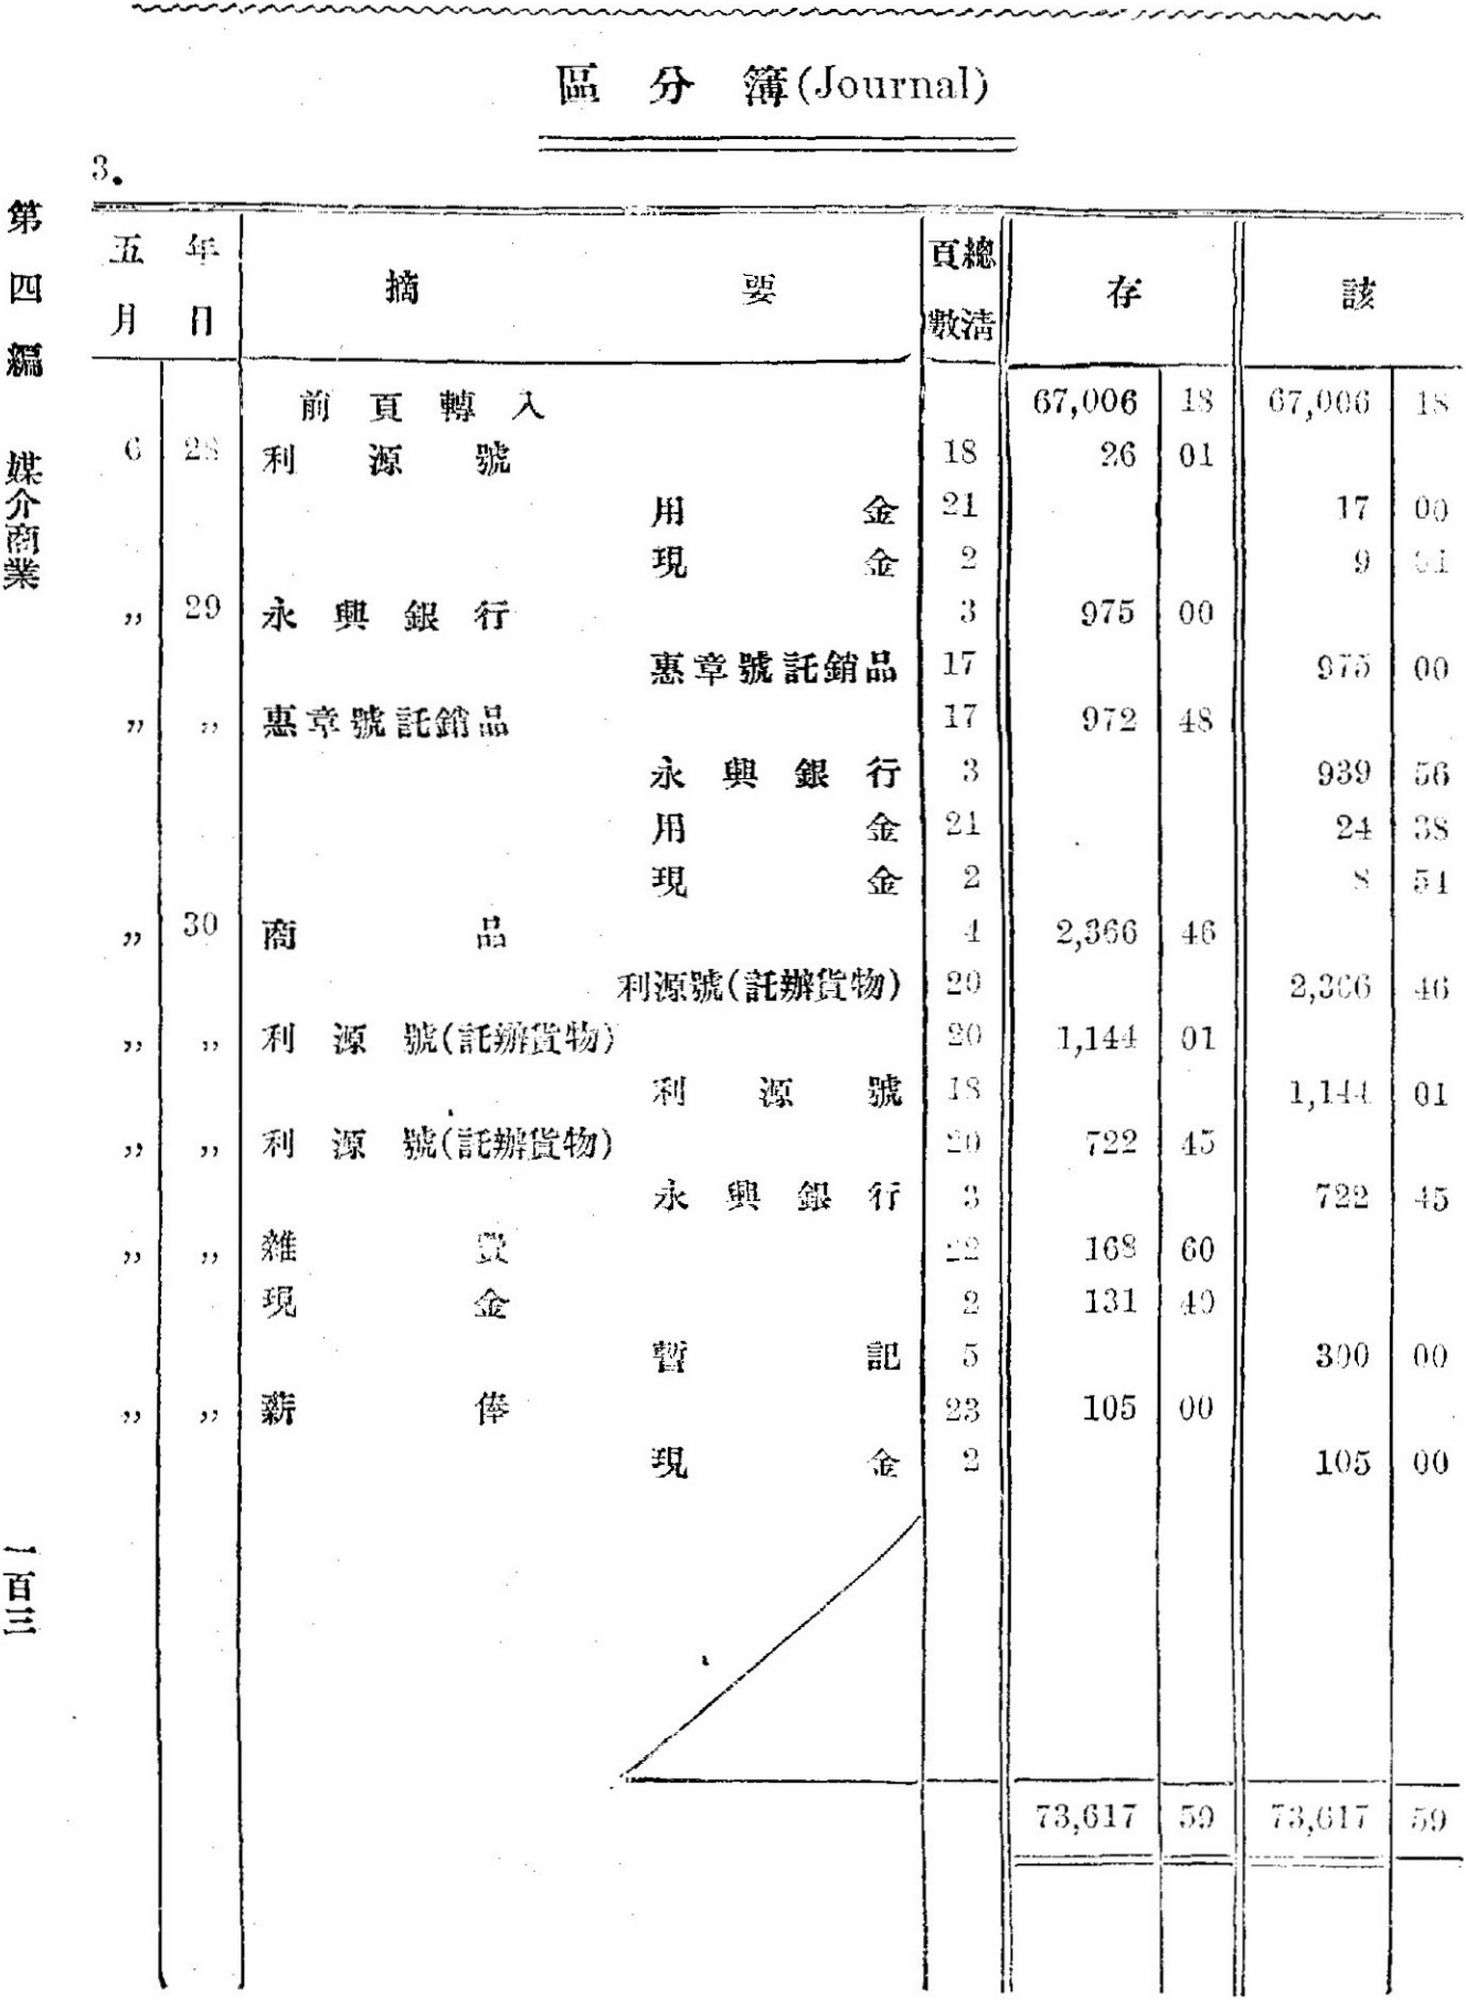 區分簿(Journal)
3.
五年 摘要 總清頁數 存 該
月日
前頁轉入 67,006 18 67,006 18
6 28 利源號 18 26 01
用金 21 17 00
現金 2 9 01
” 29 永興銀行 3 975 00
惠章號託銷品 17 975 00
” ” 惠章號託銷品 17 972 48
永興銀行 3 939 56
用金 21 24 38
現金 2 8 54
” 30 商品 4 2,366 46
利源號(託辦貨物) 20 2,366 46
” ” 利源號(託辦貨物) 20 1,144 01
利源號 18 1,144 01
” ” 利源號(託辦貨物) 20 722 45
永興銀行 3 722 45
” ” 雜費 22 168 60
現金 2 131 40
暫記 5 300 00
” ” 薪俸 23 105 00
現金 2 105 00
73,617 59 73,617 59
第四編 媒介商業
一百三